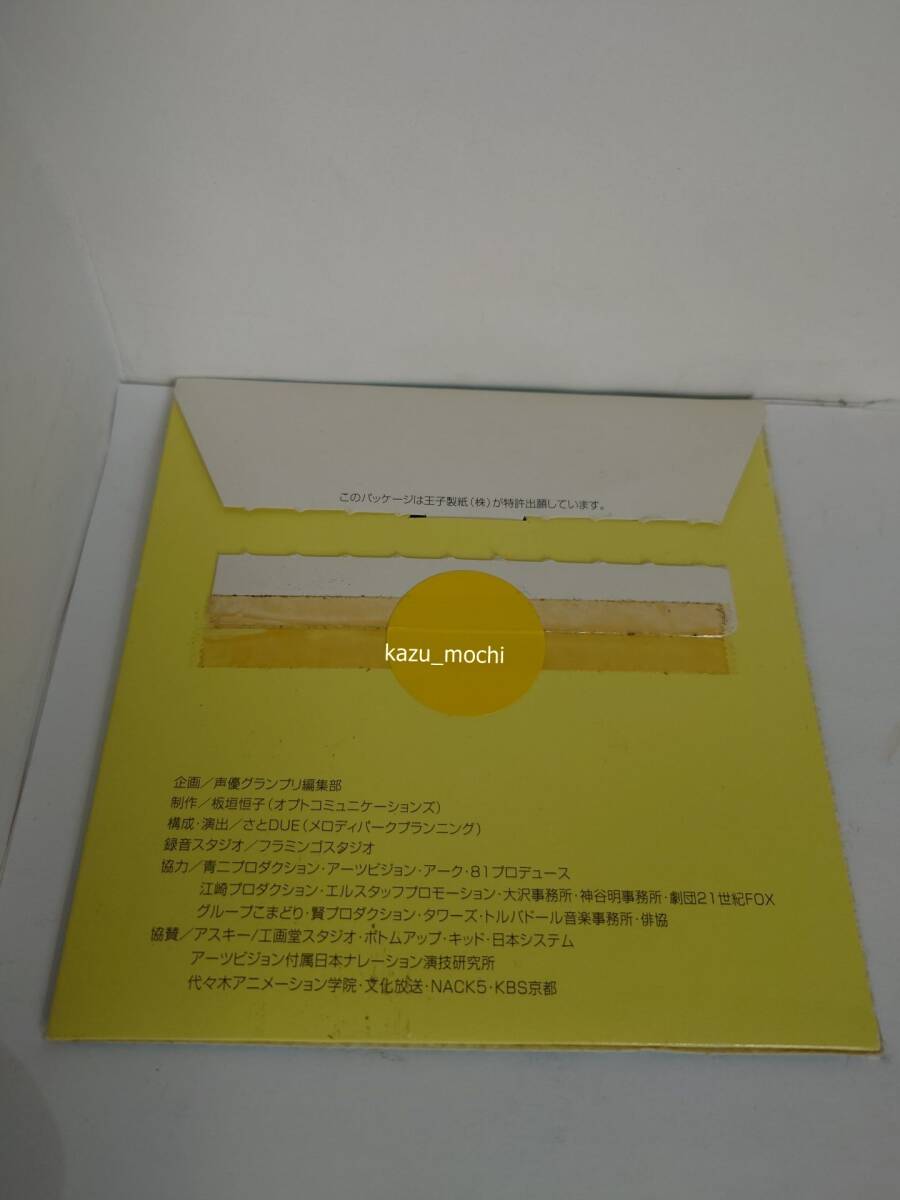 このパッケージは王子製紙(株)が特許出願しています。
kazu_mochi
企画/声優グランプリ編集部
制作/板垣恒子(オプトコミュニケーションズ)
構成・演出/さとDUE(メロディパークプランニング)
録音スタジオ/フラミンゴスタジオ
協力/青二プロダクション・アーツビジョン・アーク・81プロデュース
江崎プロダクション・エルスタッフプロモーション・大沢事務所・神谷明事務所・劇団21世紀FOX
グループこまどり・賢プロダクション・タワーズ・トルバドール音楽事務所・俳協
協賛/アスキー/工画堂スタジオ・ボトムアップ・キッド・日本システム
アーツビジョン付属日本ナレーション演技研究所
代々木アニメーション学院・文化放送・NACK5・KBS京都